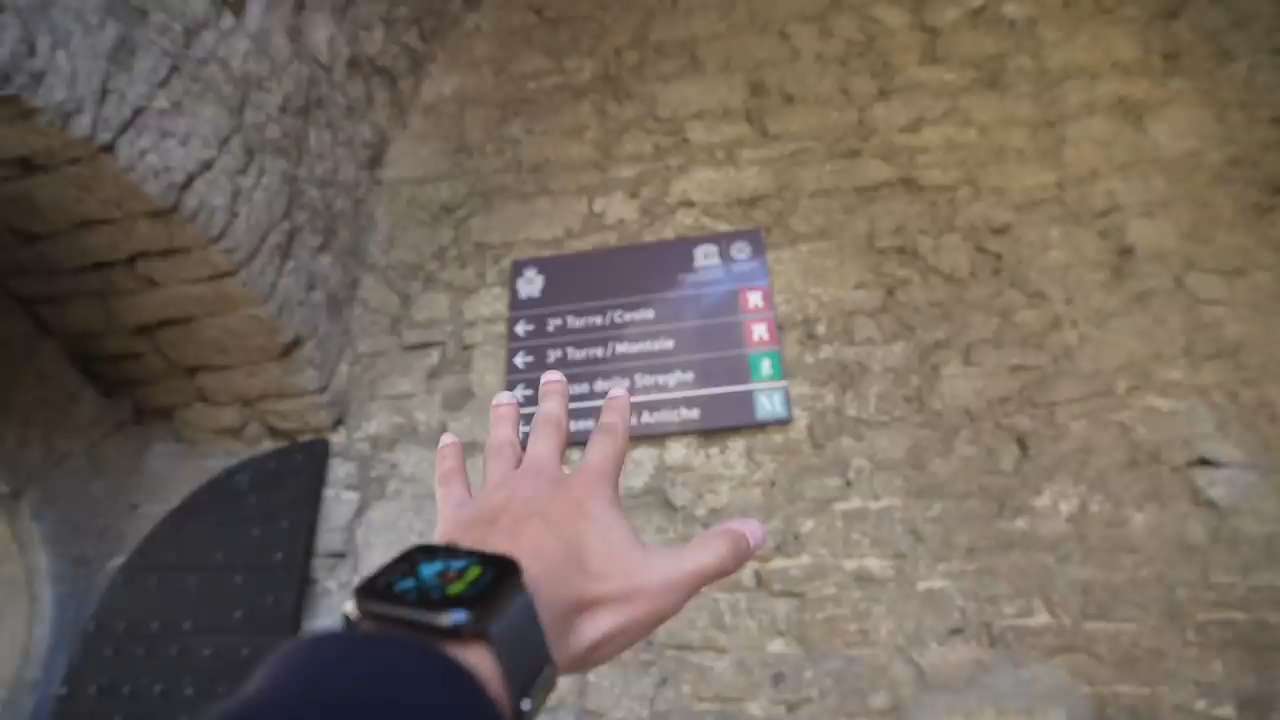 2ª Torre / Cesta
3ª Torre / Montale
delle Streghe
Antiche
M